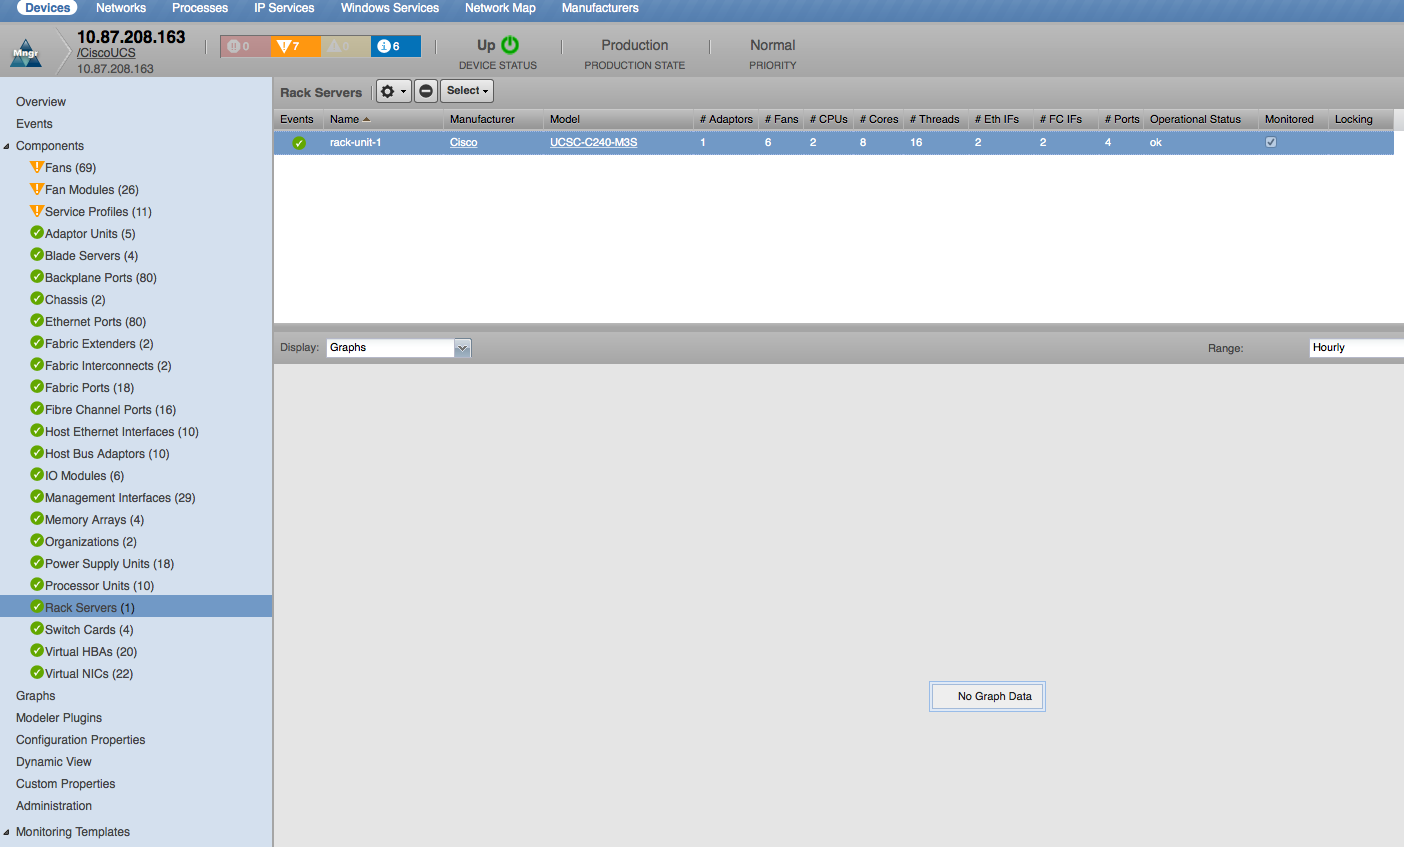 Devices Networks Processes IP Services Windows Services Network Map Manufacturers
Mngr
10.87.208.163
/CiscoUCS
10.87.208.163
0 7 0 6
Up
DEVICE STATUS
Production
PRODUCTION STATE
Normal
PRIORITY
Overview
Events
Components
Fans (69)
Fan Modules (26)
Service Profiles (11)
Adaptor Units (5)
Blade Servers (4)
Backplane Ports (80)
Chassis (2)
Ethernet Ports (80)
Fabric Extenders (2)
Fabric Interconnects (2)
Fabric Ports (18)
Fibre Channel Ports (16)
Host Ethernet Interfaces (10)
Host Bus Adaptors (10)
IO Modules (6)
Management Interfaces (29)
Memory Arrays (4)
Organizations (2)
Power Supply Units (18)
Processor Units (10)
Rack Servers (1)
Switch Cards (4)
Virtual HBAs (20)
Virtual NICs (22)
Graphs
Modeler Plugins
Configuration Properties
Dynamic View
Custom Properties
Administration
Monitoring Templates
Rack Servers Select
Events Name Manufacturer Model # Adaptors # Fans # CPUs # Cores # Threads # Eth IFs # FC IFs # Ports Operational Status Monitored Locking
rack-unit-1 Cisco UCSC-C240-M3S 1 6 2 8 16 2 2 4 ok
Display: Graphs Range: Hourly
No Graph Data